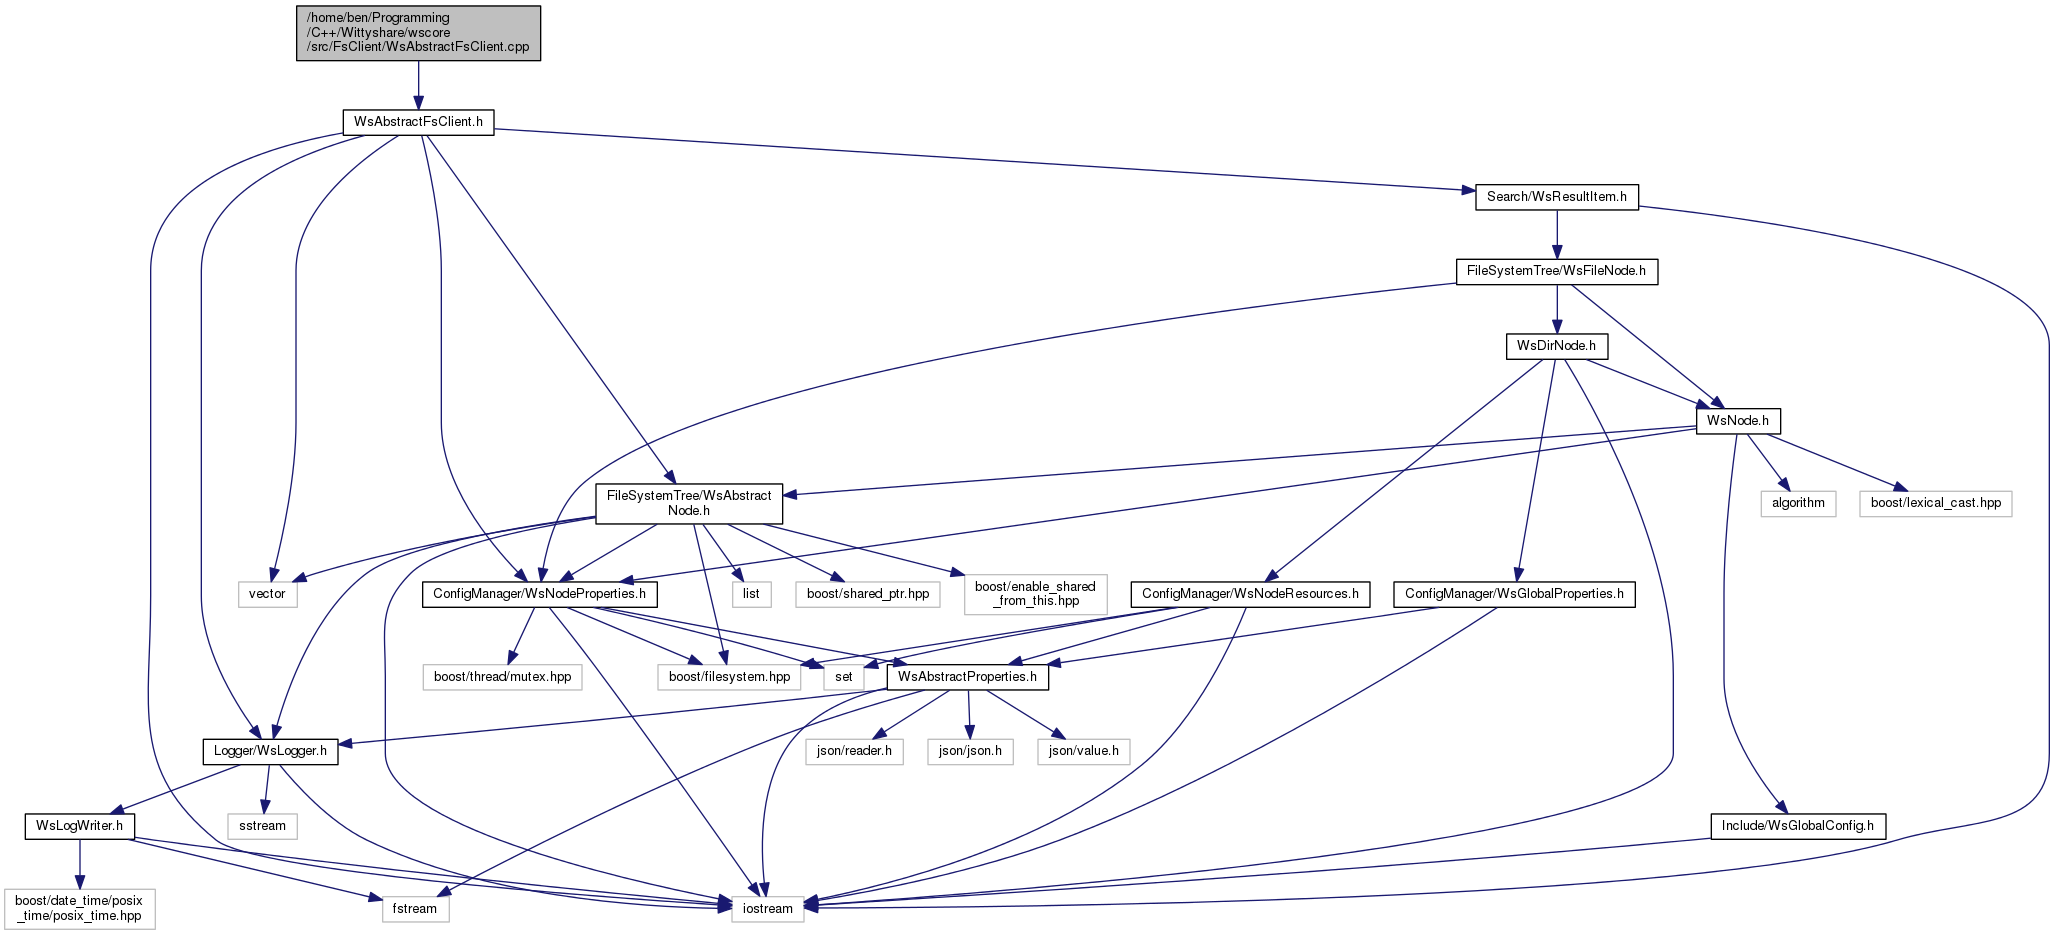 /home/ben/Programming
/C++/Wittyshare/wscore
/src/FsClient/WsAbstractFsClient.cpp
WsAbstractFsClient.h
Search/WsResultItem.h
FileSystemTree/WsFileNode.h
WsDirNode.h
WsNode.h
FileSystemTree/WsAbstract
Node.h
algorithm
boost/lexical_cast.hpp
vector
ConfigManager/WsNodeProperties.h
list
boost/shared_ptr.hpp
boost/enable_shared
_from_this.hpp
ConfigManager/WsNodeResources.h
ConfigManager/WsGlobalProperties.h
boost/thread/mutex.hpp
boost/filesystem.hpp
set
WsAbstractProperties.h
Logger/WsLogger.h
json/reader.h
json/json.h
json/value.h
WsLogWriter.h
sstream
Include/WsGlobalConfig.h
boost/date_time/posix
_time/posix_time.hpp
fstream
iostream